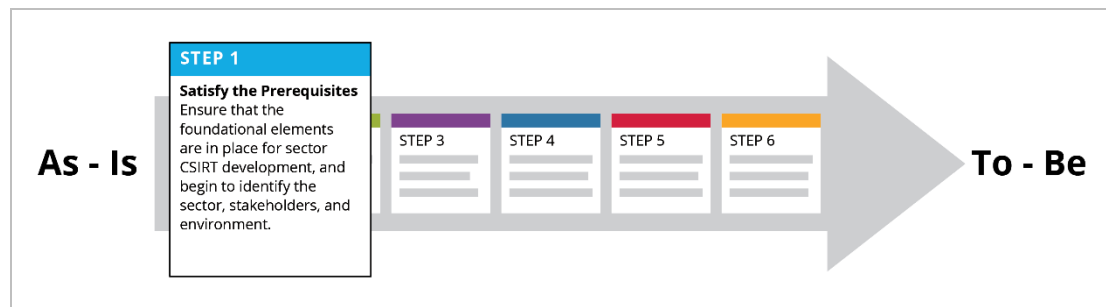 As - Is
STEP 1
Satisfy the Prerequisites
Ensure that the
foundational elements
are in place for sector
CSIRT development, and
begin to identify the
sector, stakeholders, and
environment.
STEP 3
STEP 4
STEP 5
STEP 6
To - Be